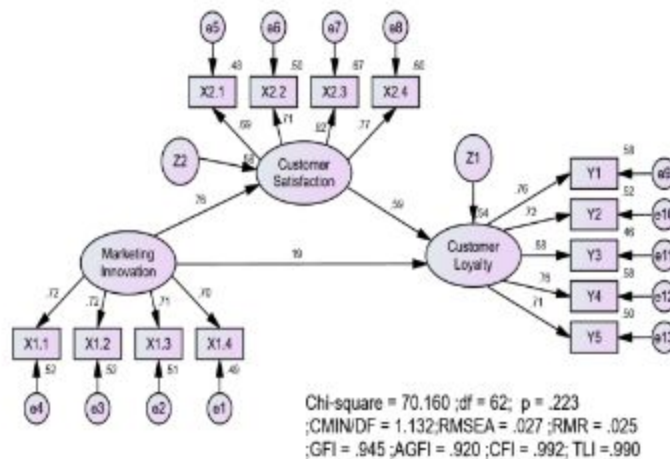 e5 e6 e7 e8
.48 .50 .67 .60
X2.1 X2.2 X2.3 X2.4
.69 .71 .82 .77
Z2 .58 Customer
Satisfaction
Z1
.76 .59 .54
Marketing
Innovation
19
Customer
Loyalty
.76 Y1 .58 e9
.72 Y2 .52 e10
.58 Y3 .46 e11
.76 Y4 .58 e12
.71 Y5 .50 e13
.72 .72 .71 .70
X1.1 X1.2 X1.3 X1.4
.52 .52 .51 .49
e4 e3 e2 e1
Chi-square = 70.160 ;df = 62; p = .223
;CMIN/DF = 1.132;RMSEA = .027 ;RMR = .025
;GFI = .945 ;AGFI = .920 ;CFI = .992; TLI =.990